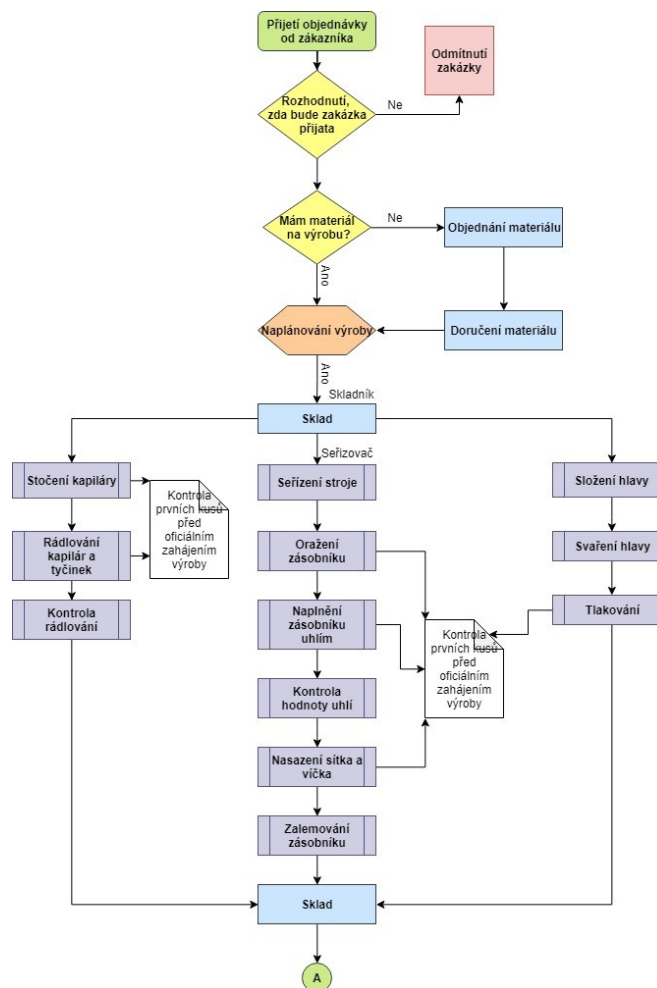 Přijetí objednávky
od zákazníka
Odmítnutí
zakázky
Rozhodnutí,
zda bude zakázka
přijata
Ne
Mám materiál
na výrobu?
Ne
Objednání materiálu
Ano
Naplánování výroby
Doručení materiálu
Ano
Skladník
Sklad
Seřizovač
Stočení kapiláry
Kontrola
prvních kusů
před
oficiálním
zahájením
výroby
Seřízení stroje
Složení hlavy
Rádlování
kapilár a
tyčinek
Oražení
zásobníku
Svaření hlavy
Kontrola
rádlování
Naplnění
zásobníku
uhlím
Tlakování
Kontrola
prvních kusů
před
oficiálním
zahájením
výroby
Kontrola
hodnoty uhlí
Nasazení sítka a
víčka
Zalemování
zásobníku
Sklad
A